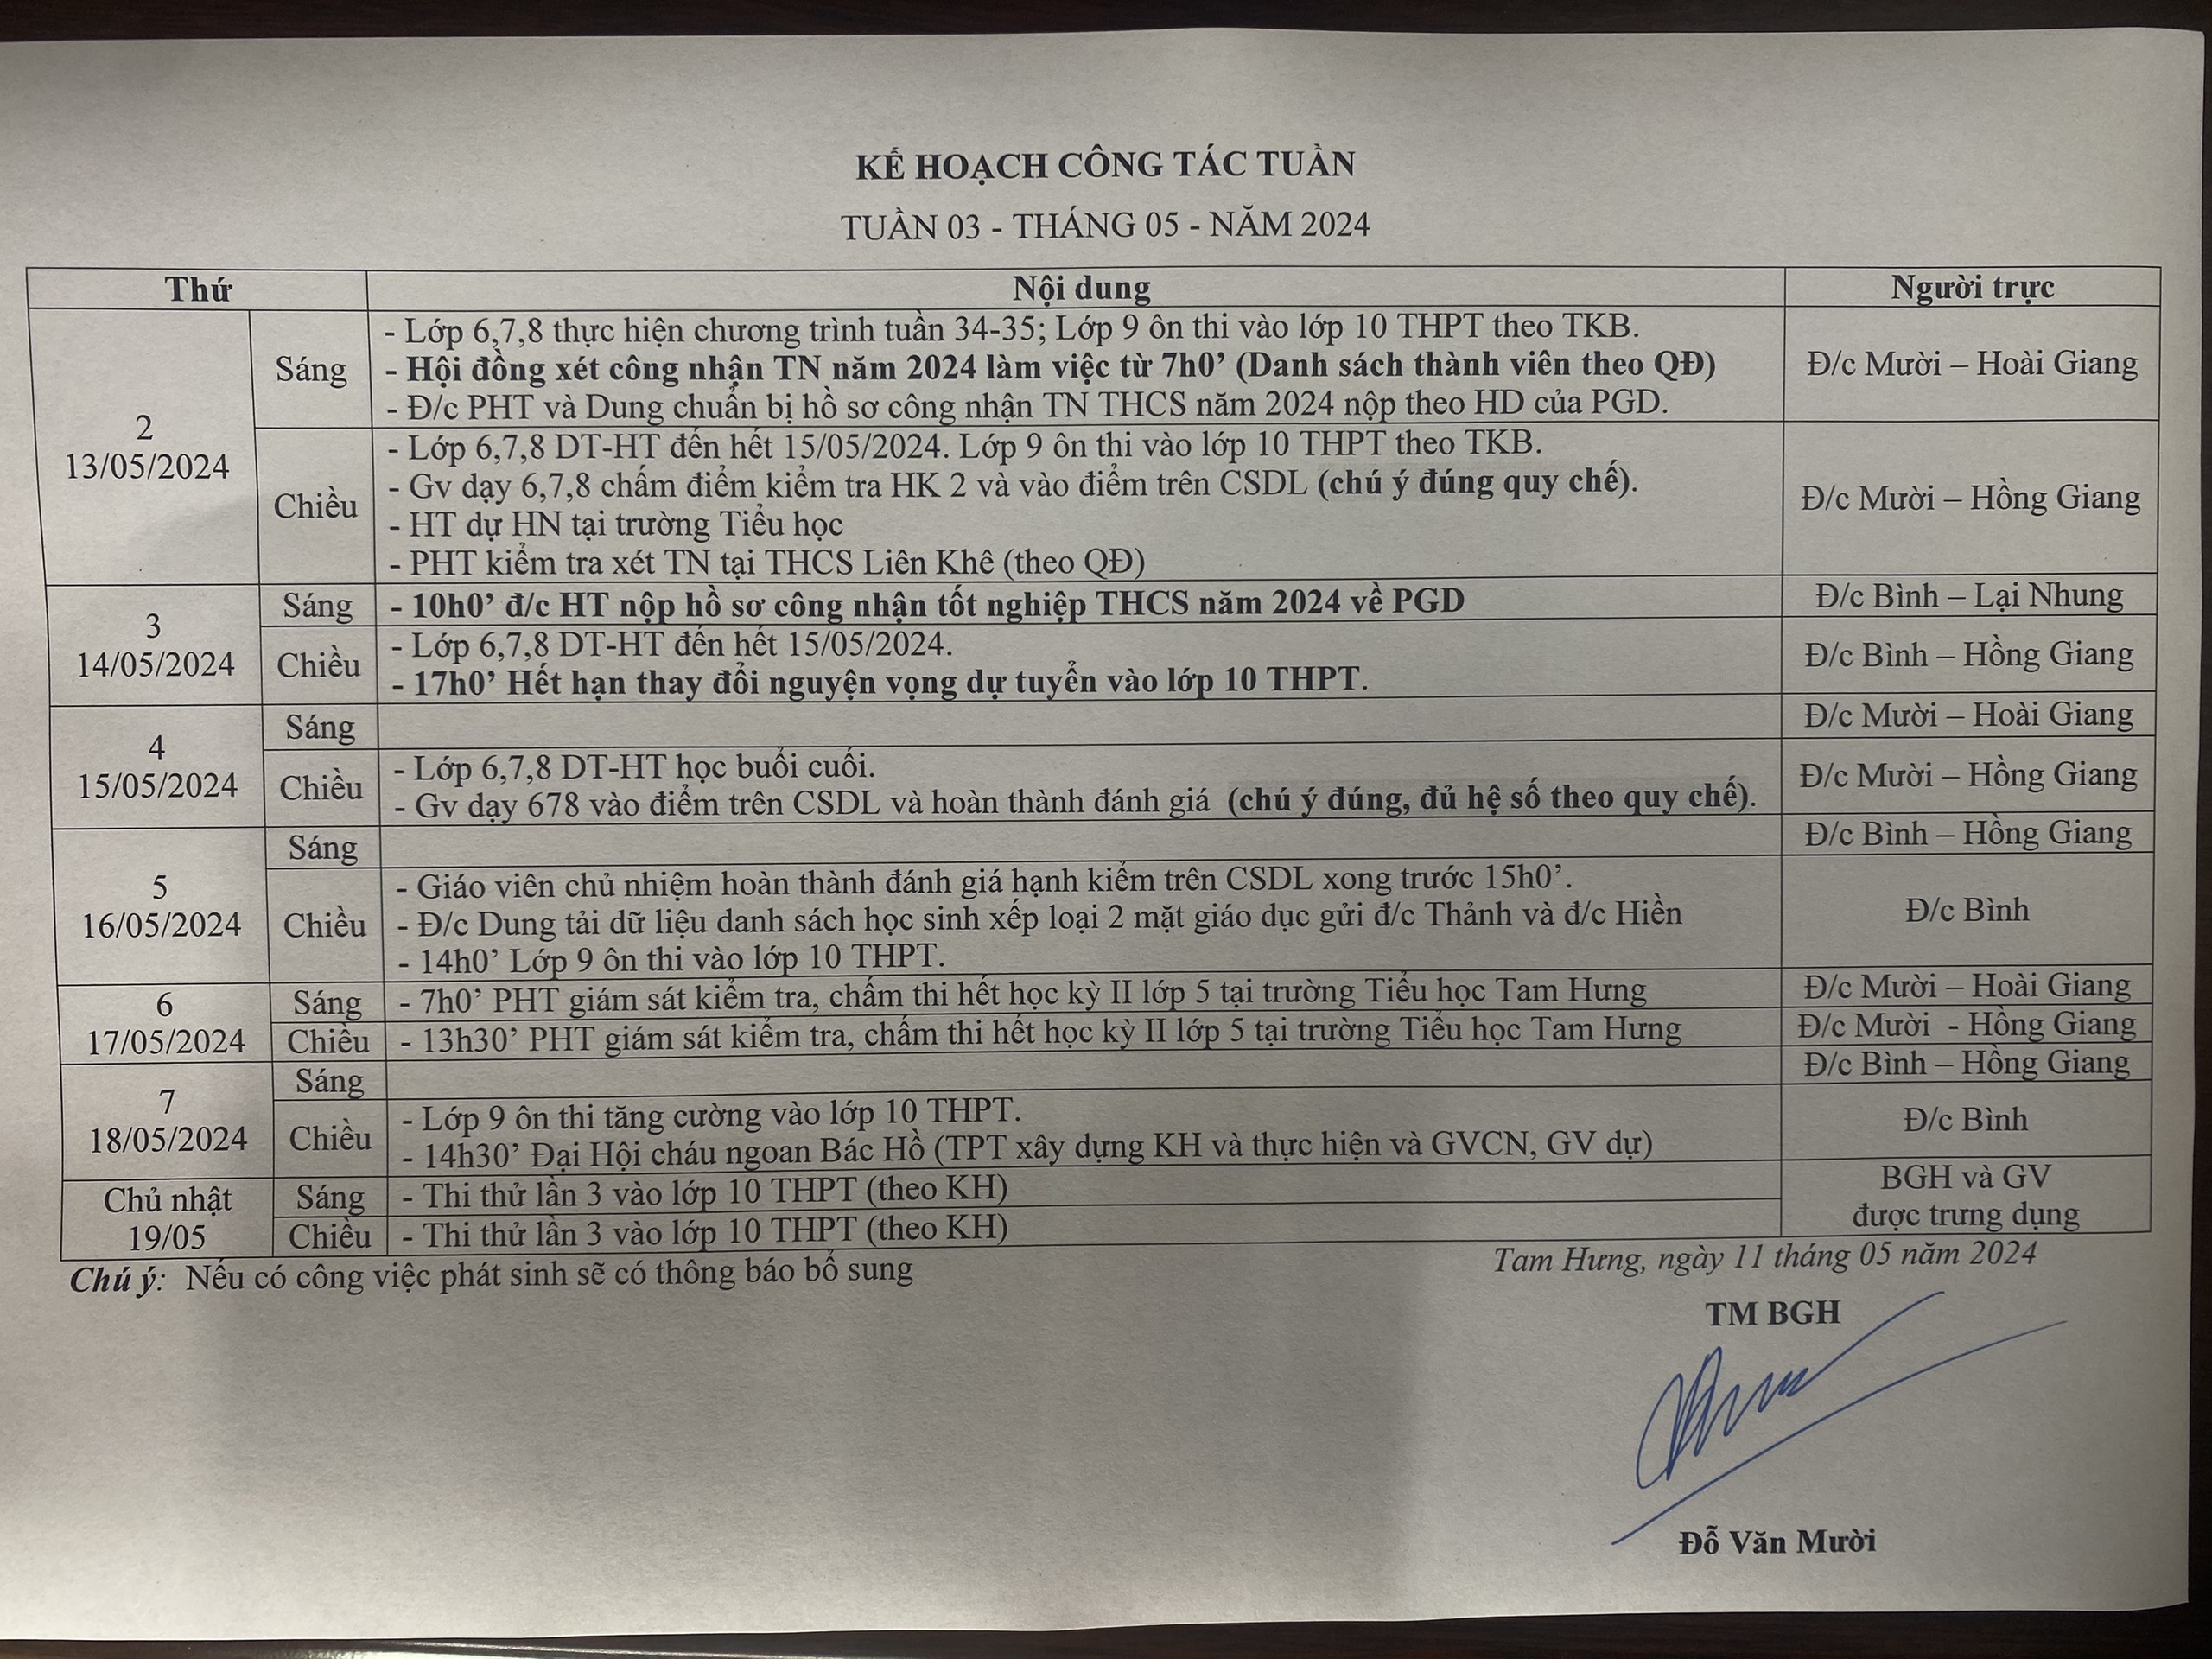 KẾ HOẠCH CÔNG TÁC TUẦN
TUẦN 03 - THÁNG 05 - NĂM 2024
Thứ Nội dung Người trực
2
13/05/2024
Sáng
- Lớp 6,7,8 thực hiện chương trình tuần 34-35; Lớp 9 ôn thi vào lớp 10 THPT theo TKB.
- Hội đồng xét công nhận TN năm 2024 làm việc từ 7h0’ (Danh sách thành viên theo QĐ)
- Đ/c PHT và Dung chuẩn bị hồ sơ công nhận TN THCS năm 2024 nộp theo HD của PGD.
Đ/c Mười – Hoài Giang
Chiều
- Lớp 6,7,8 DT-HT đến hết 15/05/2024. Lớp 9 ôn thi vào lớp 10 THPT theo TKB.
- Gv dạy 6,7,8 chấm điểm kiểm tra HK 2 và vào điểm trên CSDL (chú ý đúng quy chế).
- HT dự HN tại trường Tiểu học
- PHT kiểm tra xét TN tại THCS Liên Khê (theo QĐ)
Đ/c Mười – Hồng Giang
3
14/05/2024
Sáng
- 10h0’ đ/c HT nộp hồ sơ công nhận tốt nghiệp THCS năm 2024 về PGD
Đ/c Bình – Lại Nhung
Chiều
- Lớp 6,7,8 DT-HT đến hết 15/05/2024.
- 17h0’ Hết hạn thay đổi nguyện vọng dự tuyển vào lớp 10 THPT.
Đ/c Bình – Hồng Giang
4
15/05/2024
Sáng
Đ/c Mười – Hoài Giang
Chiều
- Lớp 6,7,8 DT-HT học buổi cuối.
- Gv dạy 678 vào điểm trên CSDL và hoàn thành đánh giá (chú ý đúng, đủ hệ số theo quy chế).
Đ/c Mười – Hồng Giang
5
16/05/2024
Sáng
Đ/c Bình – Hồng Giang
Chiều
- Giáo viên chủ nhiệm hoàn thành đánh giá hạnh kiểm trên CSDL xong trước 15h0’.
- Đ/c Dung tải dữ liệu danh sách học sinh xếp loại 2 mặt giáo dục gửi đ/c Thảnh và đ/c Hiền
- 14h0’ Lớp 9 ôn thi vào lớp 10 THPT.
Đ/c Bình
6
17/05/2024
Sáng
- 7h0’ PHT giám sát kiểm tra, chấm thi hết học kỳ II lớp 5 tại trường Tiểu học Tam Hưng
Đ/c Mười – Hoài Giang
Chiều
- 13h30’ PHT giám sát kiểm tra, chấm thi hết học kỳ II lớp 5 tại trường Tiểu học Tam Hưng
Đ/c Mười - Hồng Giang
7
18/05/2024
Sáng
Đ/c Bình – Hồng Giang
Chiều
- Lớp 9 ôn thi tăng cường vào lớp 10 THPT.
- 14h30’ Đại Hội cháu ngoan Bác Hồ (TPT xây dựng KH và thực hiện và GVCN, GV dự)
Đ/c Bình
Chủ nhật
19/05
Sáng
- Thi thử lần 3 vào lớp 10 THPT (theo KH)
Chiều
- Thi thử lần 3 vào lớp 10 THPT (theo KH)
BGH và GV
được trưng dụng
Chú ý: Nếu có công việc phát sinh sẽ có thông báo bổ sung
Tam Hưng, ngày 11 tháng 05 năm 2024
TM BGH
Đỗ Văn Mười